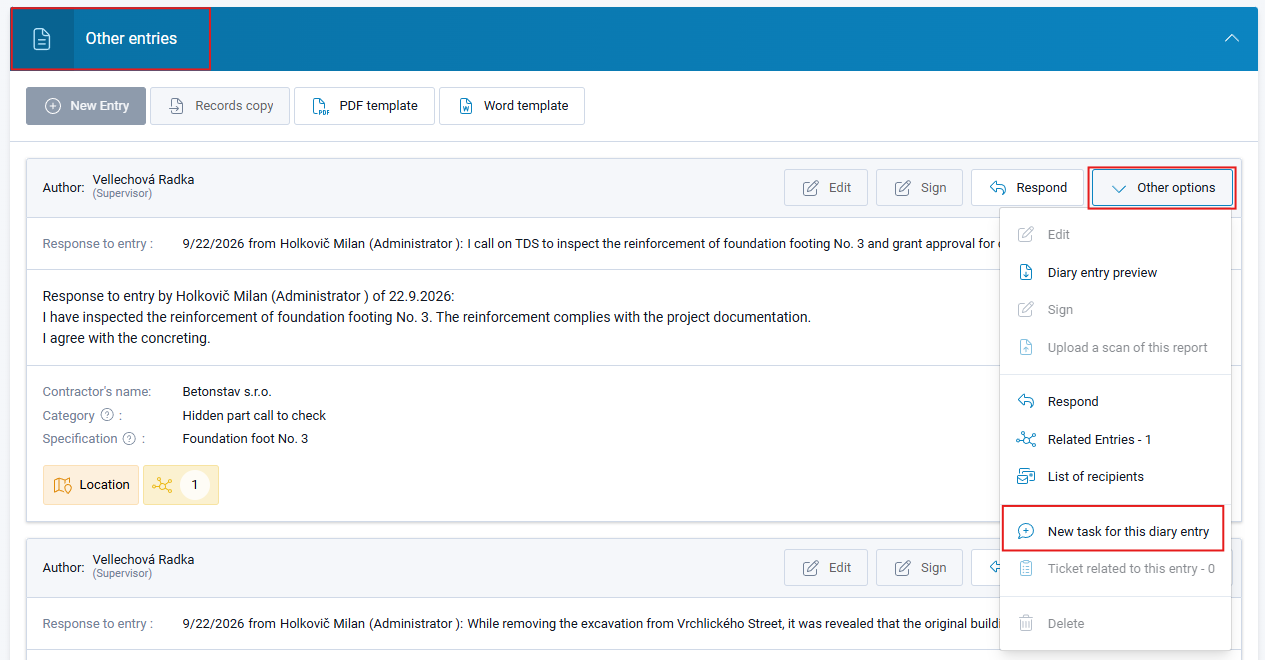 Other entries
New Entry
Records copy
PDF template
Word template
Author: Vellechová Radka
(Supervisor)
Edit
Sign
Respond
Other options
Response to entry : 9/22/2026 from Holkovič Milan (Administrator ): I call on TDS to inspect the reinforcement of foundation footing No. 3 and grant approval for
Response to entry by Holkovič Milan (Administrator ) of 22.9.2026:
I have inspected the reinforcement of foundation footing No. 3. The reinforcement complies with the project documentation.
I agree with the concreting.
Contractor's name: Betonstav s.r.o.
Category ? : Hidden part call to check
Specification ? : Foundation foot No. 3
Location
1
Edit
Diary entry preview
Sign
Upload a scan of this report
Respond
Related Entries - 1
List of recipients
New task for this diary entry
Ticket related to this entry - 0
Delete
Author: Vellechová Radka
(Supervisor)
Edit
Sign
Response to entry : 9/22/2026 from Holkovič Milan (Administrator ): While removing the excavation from Vrchlického Street, it was revealed that the original